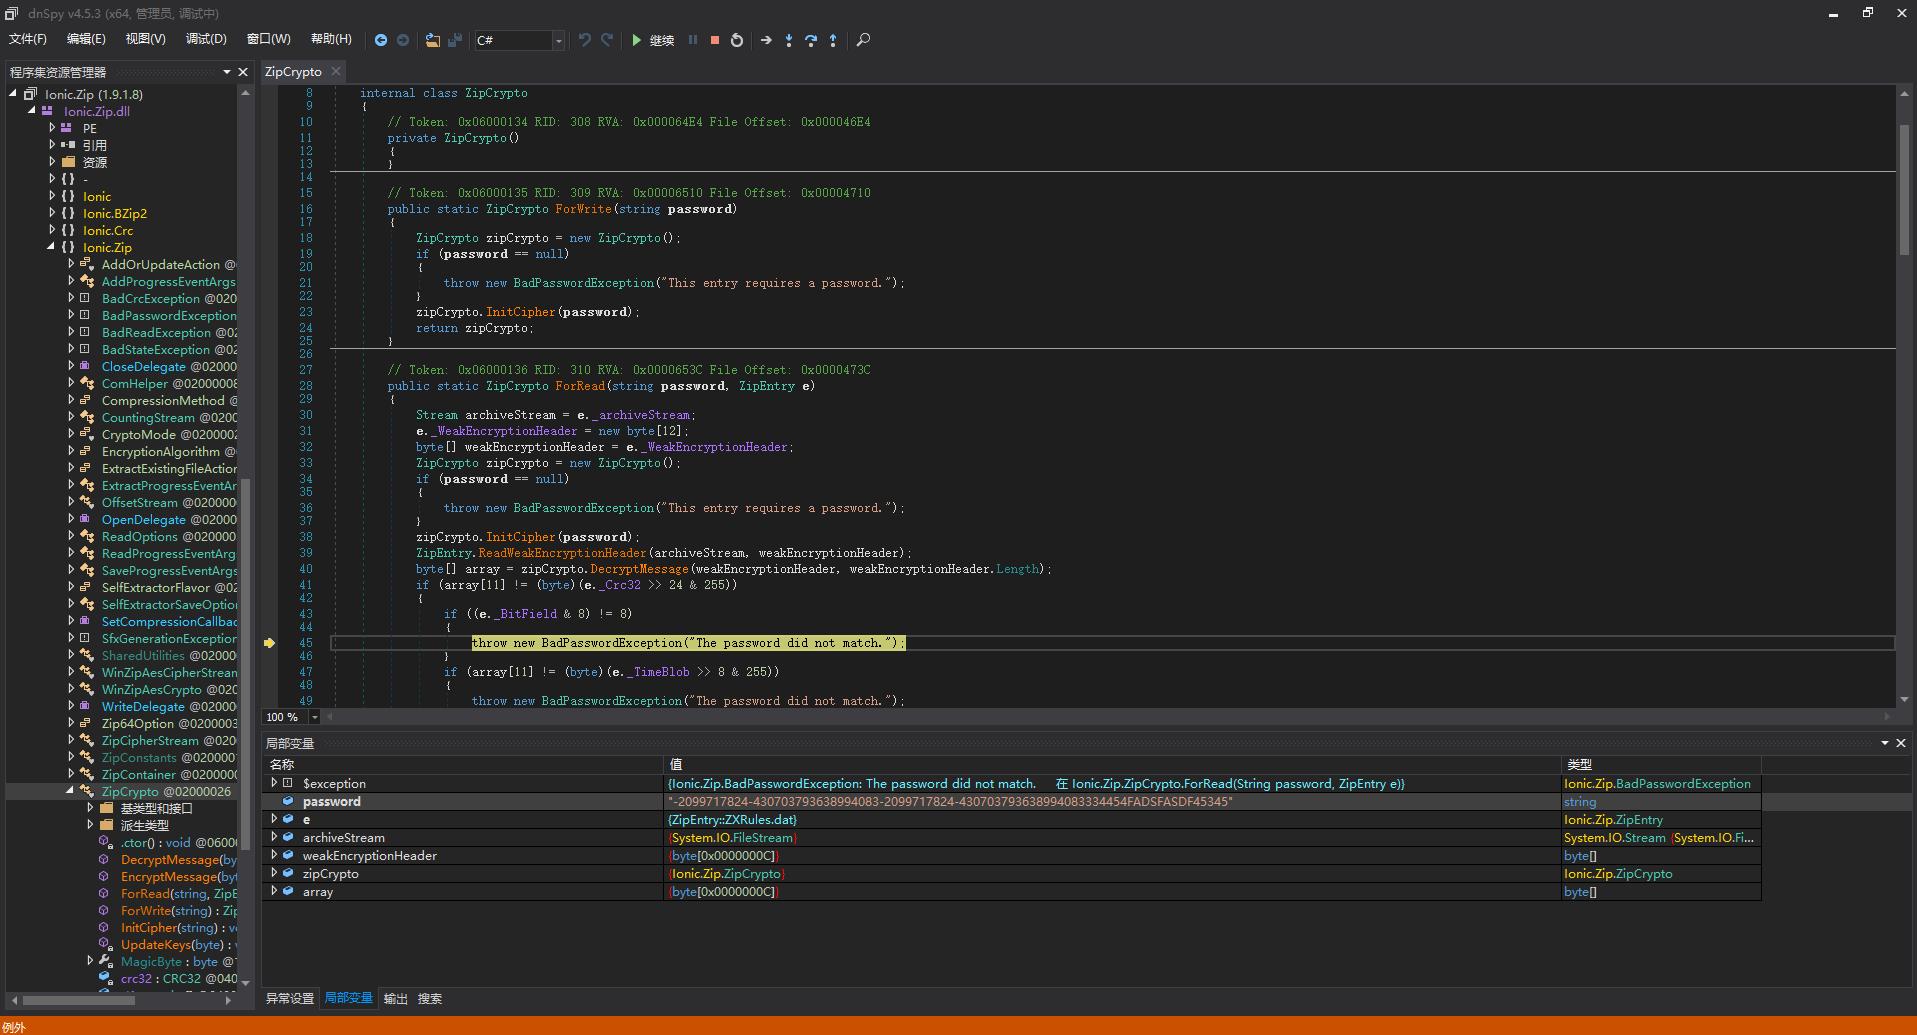 dnSpy v4.5.3 (x64, 管理员, 调试中)
文件(F) 编辑(E) 视图(V) 调试(D) 窗口(W) 帮助(H) C# 继续
程序集资源管理器
Ionic.Zip (1.9.1.8)
Ionic.Zip.dll
PE
引用
资源
{ } -
{ } Ionic
{ } Ionic.BZip2
{ } Ionic.Crc
{ } Ionic.Zip
AddOrUpdateAction @0
AddProgressEventArgs
BadCrcException @020
BadPasswordException
BadReadException @02
BadStateException @02
CloseDelegate @02000
ComHelper @02000008
CompressionMethod @
CountingStream @0200
CryptoMode @0200002
EncryptionAlgorithm @
ExtractExistingFileAction
ExtractProgressEventAr
OffsetStream @020000
OpenDelegate @02000
ReadOptions @020000
ReadProgressEventArgs
SaveProgressEventArgs
SelfExtractorFlavor @02
SelfExtractorSaveOption
SetCompressionCallbac
SfxGenerationException
SharedUtilities @02000
WinZipAesCipherStrean
WinZipAesCrypto @020
WriteDelegate @02000
Zip64Option @0200003
ZipCipherStream @020
ZipConstants @020000
ZipContainer @020000
ZipCrypto @02000026
基类型和接口
派生类型
.ctor() : void @0600
DecryptMessage(by
EncryptMessage(byt
ForRead(string, ZipE
ForWrite(string) : Zip
InitCipher(string) : vo
UpdateKeys(byte) :
MagicByte : byte @
crc32 : CRC32 @040
ZipCrypto
8 internal class ZipCrypto
9 {
10 // Token: 0x06000134 RID: 308 RVA: 0x000064E4 File Offset: 0x000046E4
11 private ZipCrypto()
12 {
13 }
14
15 // Token: 0x06000135 RID: 309 RVA: 0x00006510 File Offset: 0x00004710
16 public static ZipCrypto ForWrite(string password)
17 {
18 ZipCrypto zipCrypto = new ZipCrypto();
19 if (password == null)
20 {
21 throw new BadPasswordException("This entry requires a password.");
22 }
23 zipCrypto.InitCipher(password);
24 return zipCrypto;
25 }
26
27 // Token: 0x06000136 RID: 310 RVA: 0x0000653C File Offset: 0x0000473C
28 public static ZipCrypto ForRead(string password, ZipEntry e)
29 {
30 Stream archiveStream = e._archiveStream;
31 e._WeakEncryptionHeader = new byte[12];
32 byte[] weakEncryptionHeader = e._WeakEncryptionHeader;
33 ZipCrypto zipCrypto = new ZipCrypto();
34 if (password == null)
35 {
36 throw new BadPasswordException("This entry requires a password.");
37 }
38 zipCrypto.InitCipher(password);
39 ZipEntry.ReadWeakEncryptionHeader(archiveStream, weakEncryptionHeader);
40 byte[] array = zipCrypto.DecryptMessage(weakEncryptionHeader, weakEncryptionHeader.Length);
41 if (array[11] != (byte)(e._Crc32 >> 24 & 255))
42 {
43 if ((e._BitField & 8) != 8)
44 {
45 throw new BadPasswordException("The password did not match.");
46 }
47 if (array[11] != (byte)(e._TimeBlob >> 8 & 255))
48 {
49 throw new BadPasswordException("The password did not match.");
100 %
局部变量
名称 值 类型
$exception {Ionic.Zip.BadPasswordException: The password did not match. 在 Ionic.Zip.ZipCrypto.ForRead(String password, ZipEntry e)} Ionic.Zip.BadPasswordException
password "-2099717824-430703793638994083-2099717824-430703793638994083334454FADSFASDF45345" string
e {ZipEntry::ZXRules.dat} Ionic.Zip.ZipEntry
archiveStream {System.IO.FileStream} System.IO.Stream {System.IO.Fi...
weakEncryptionHeader {byte[0x0000000C]} byte[]
zipCrypto {Ionic.Zip.ZipCrypto} Ionic.Zip.ZipCrypto
array {byte[0x0000000C]} byte[]
异常设置 局部变量 输出 搜索
例外